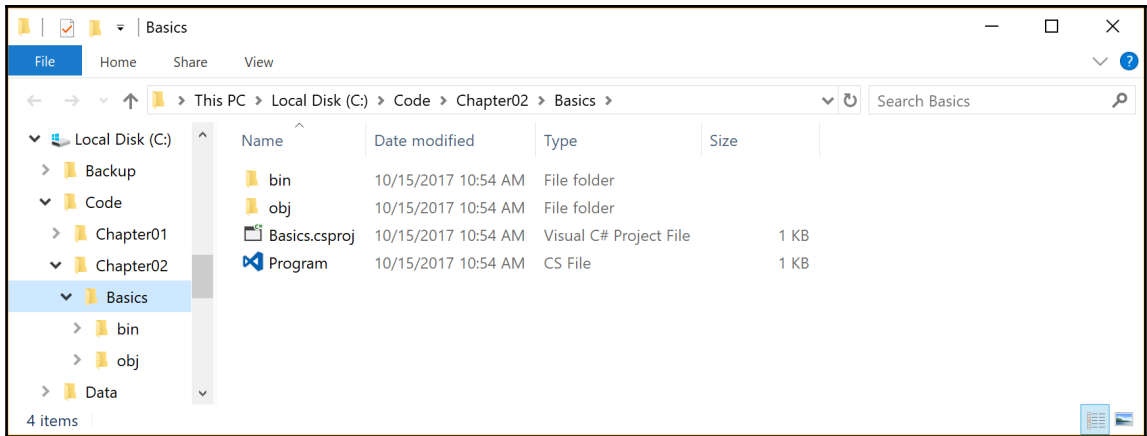 Basics
File Home Share View ?
This PC > Local Disk (C:) > Code > Chapter02 > Basics > Search Basics
Local Disk (C:)
Backup
Code
Chapter01
Chapter02
Basics
bin
obj
Data
Name Date modified Type Size
bin 10/15/2017 10:54 AM File folder
obj 10/15/2017 10:54 AM File folder
Basics.csproj 10/15/2017 10:54 AM Visual C# Project File 1 KB
Program 10/15/2017 10:54 AM CS File 1 KB
4 items